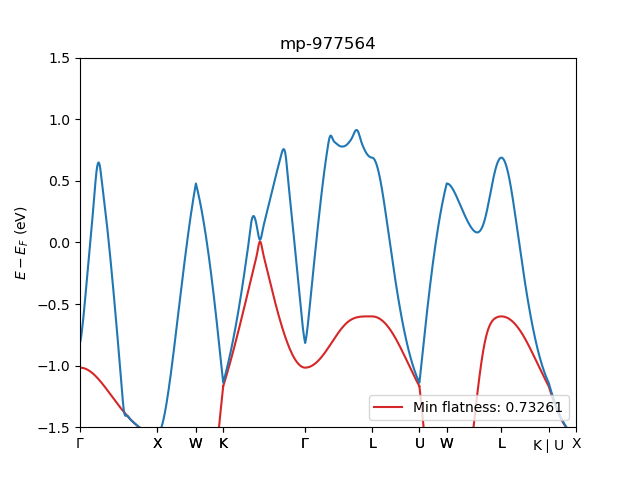 mp-977564
E − E_F (eV)
1.5
1.0
0.5
0.0
−0.5
−1.0
−1.5
Min flatness: 0.73261
Γ X W K Γ L U W L K | U X